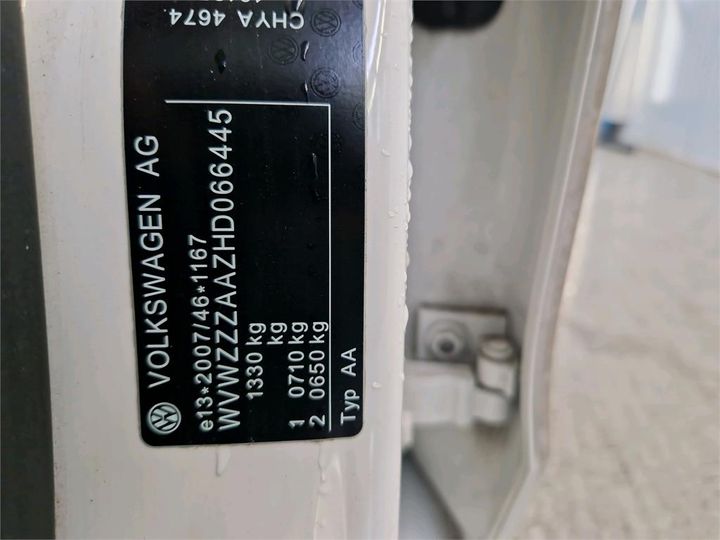 VOLKSWAGEN AG
e13*2007/46*1167
WVWZZZAAZHD066445
1330 kg
1 0710 kg
2 0650 kg
Typ AA
CHYA 4674